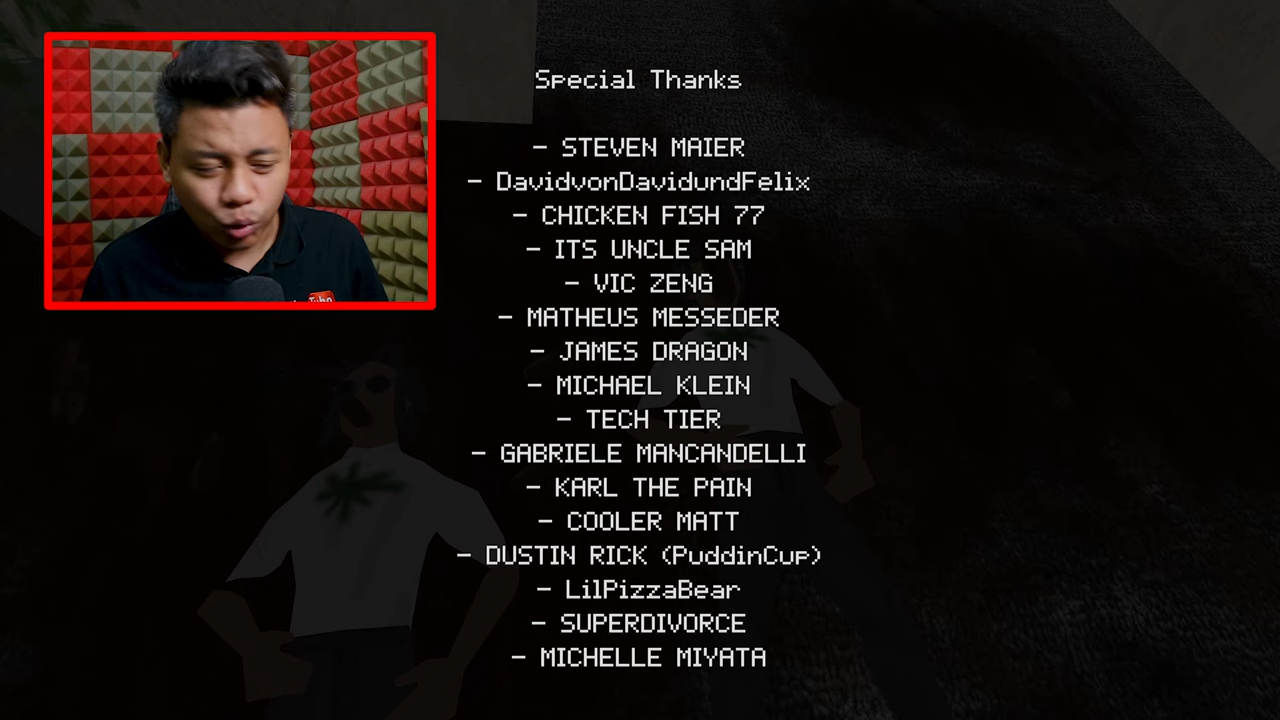 Special Thanks
– STEVEN MAIER
– DavidvonDavidundFelix
– CHICKEN FISH 77
– ITS UNCLE SAM
– VIC ZENG
– MATHEUS MESSEDER
– JAMES DRAGON
– MICHAEL KLEIN
– TECH TIER
– GABRIELE MANCANDELLI
– KARL THE PAIN
– COOLER MATT
– DUSTIN RICK (PuddinCup)
– LilPizzaBear
– SUPERDIVORCE
– MICHELLE MIYATA